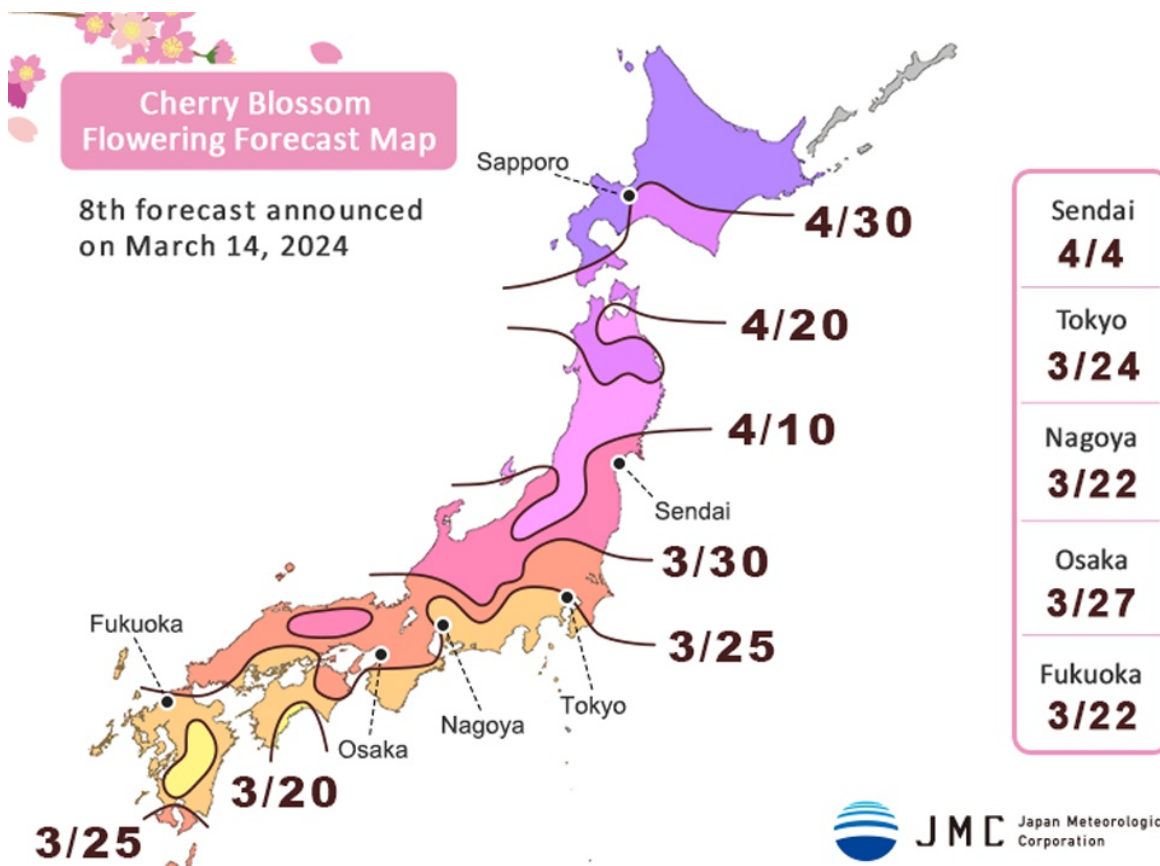 Cherry Blossom
Flowering Forecast Map
8th forecast announced
on March 14, 2024
Sapporo
4/30
4/20
4/10
Sendai
3/30
3/25
Fukuoka
Tokyo
Nagoya
Osaka
3/20
3/25
Sendai
4/4
Tokyo
3/24
Nagoya
3/22
Osaka
3/27
Fukuoka
3/22
JMC
Japan Meteorologic
Corporation